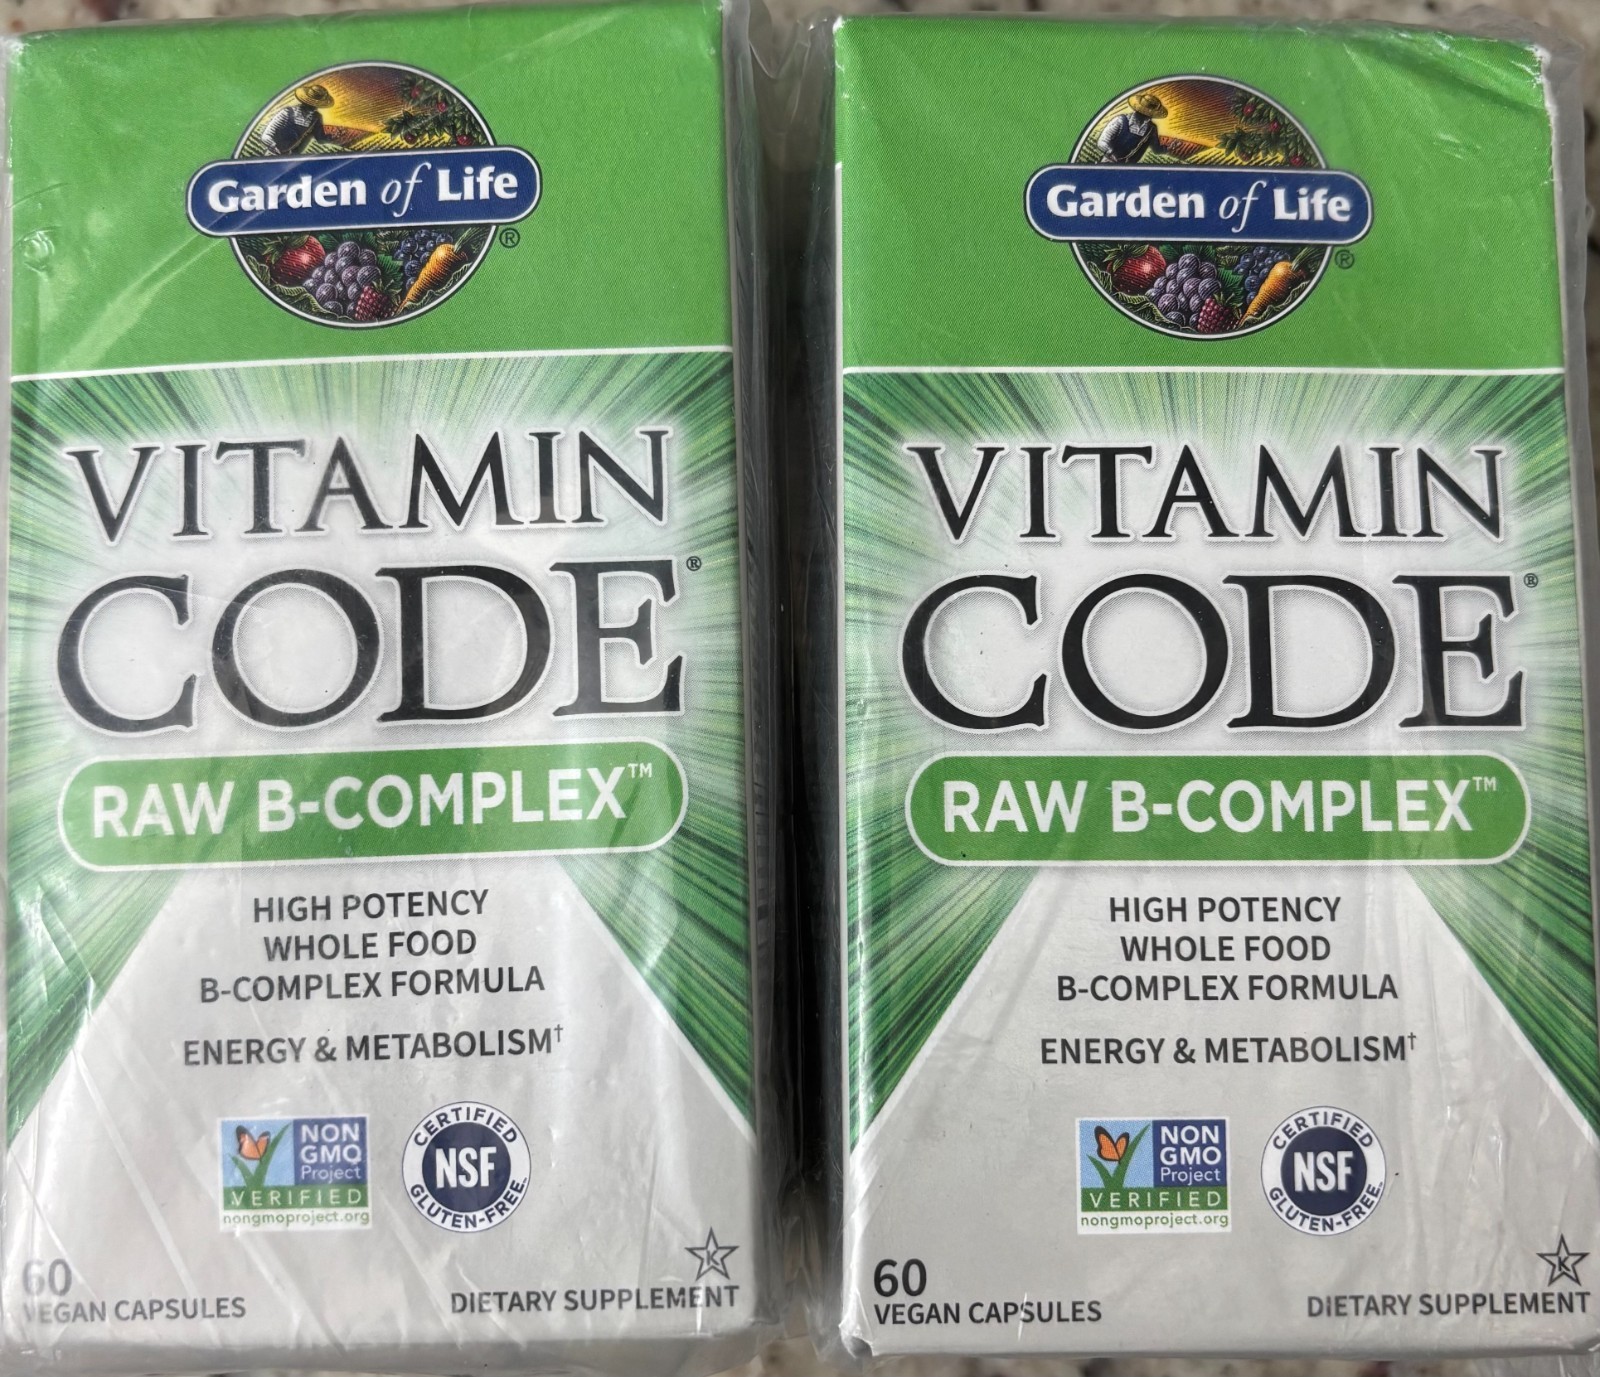 Garden of Life®
VITAMIN
CODE®
RAW B-COMPLEX™
HIGH POTENCY
WHOLE FOOD
B-COMPLEX FORMULA
ENERGY & METABOLISM†
NON
GMO
Project
VERIFIED
nongmoproject.org
CERTIFIED
NSF
GLUTEN-FREE
K
60
VEGAN CAPSULES
DIETARY SUPPLEMENT
Garden of Life®
VITAMIN
CODE®
RAW B-COMPLEX™
HIGH POTENCY
WHOLE FOOD
B-COMPLEX FORMULA
ENERGY & METABOLISM†
NON
GMO
Project
VERIFIED
nongmoproject.org
CERTIFIED
NSF
GLUTEN-FREE
K
60
VEGAN CAPSULES
DIETARY SUPPLEMENT